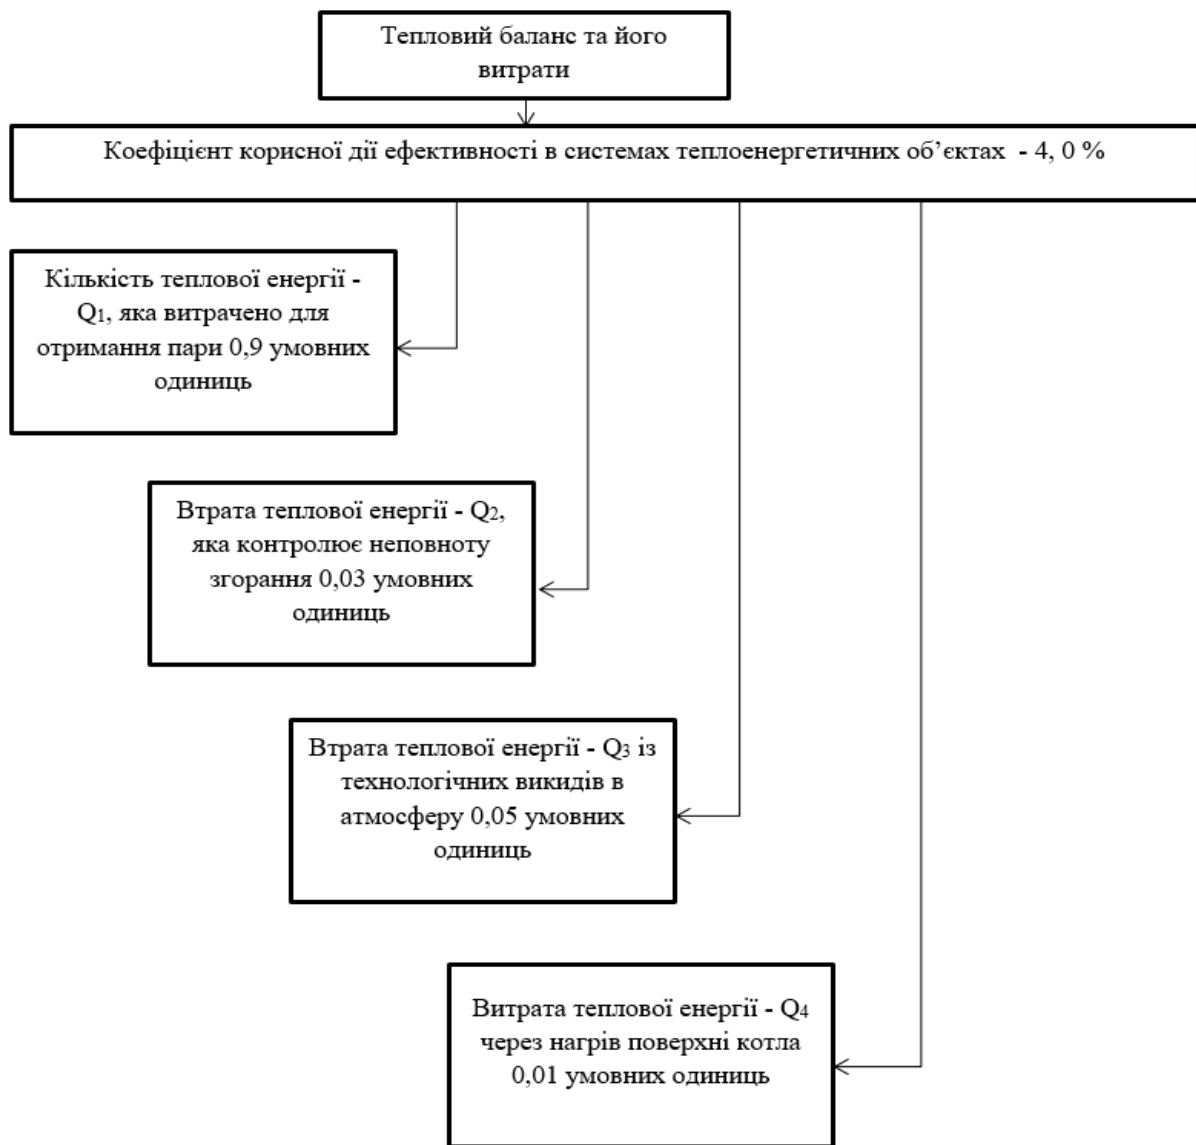 Тепловий баланс та його
витрати
Коефіцієнт корисної дії ефективності в системах теплоенергетичних об’єктах - 4, 0 %
Кількість теплової енергії -
Q1, яка витрачено для
отримання пари 0,9 умовних
одиниць
Втрата теплової енергії - Q2,
яка контролює неповноту
згорання 0,03 умовних
одиниць
Втрата теплової енергії - Q3 із
технологічних викидів в
атмосферу 0,05 умовних
одиниць
Витрата теплової енергії - Q4
через нагрів поверхні котла
0,01 умовних одиниць